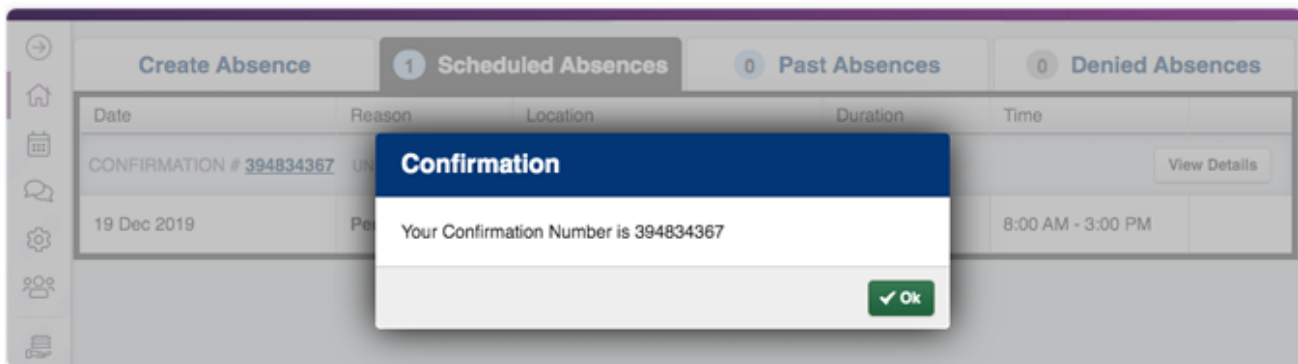 Create Absence
1 Scheduled Absences
0 Past Absences
0 Denied Absences
Date Reason Location Duration Time
CONFIRMATION # 394834367 View Details
19 Dec 2019 8:00 AM - 3:00 PM
Confirmation
Your Confirmation Number is 394834367
Ok